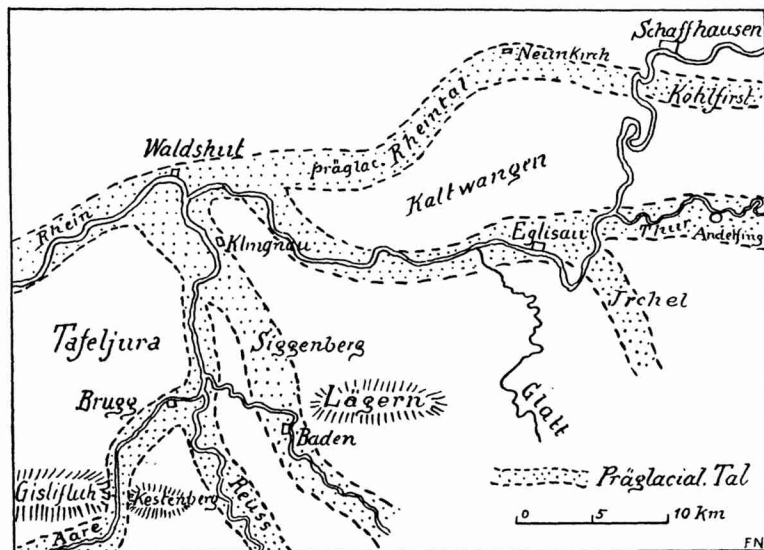 Schaffhausen
Neunkirch
Kohlfirst
präglac. Rheintal
Waldshut
Kaltwangen
Rhein
Klingnau
Eglisau
Thur
Andelfing
Irchel
Tafeljura
Siggenberg
Lägern
Glatt
Brugg
Baden
Gislifluh
Kestenberg
Reuss
Aare
Präglacial. Tal
0 5 10 Km
FN